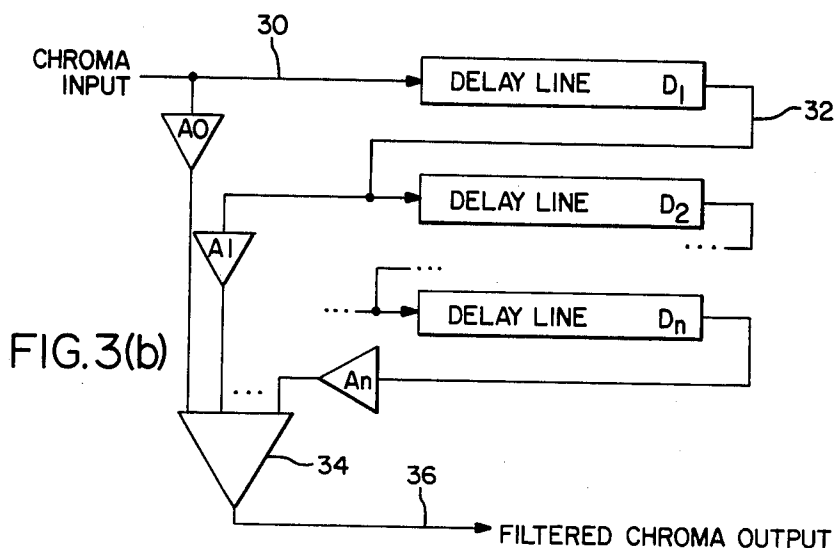 30
CHROMA
INPUT
DELAY LINE D1
32
A0
DELAY LINE D2
...
A1
...
...
DELAY LINE Dn
FIG. 3(b)
An
...
34
36
FILTERED CHROMA OUTPUT